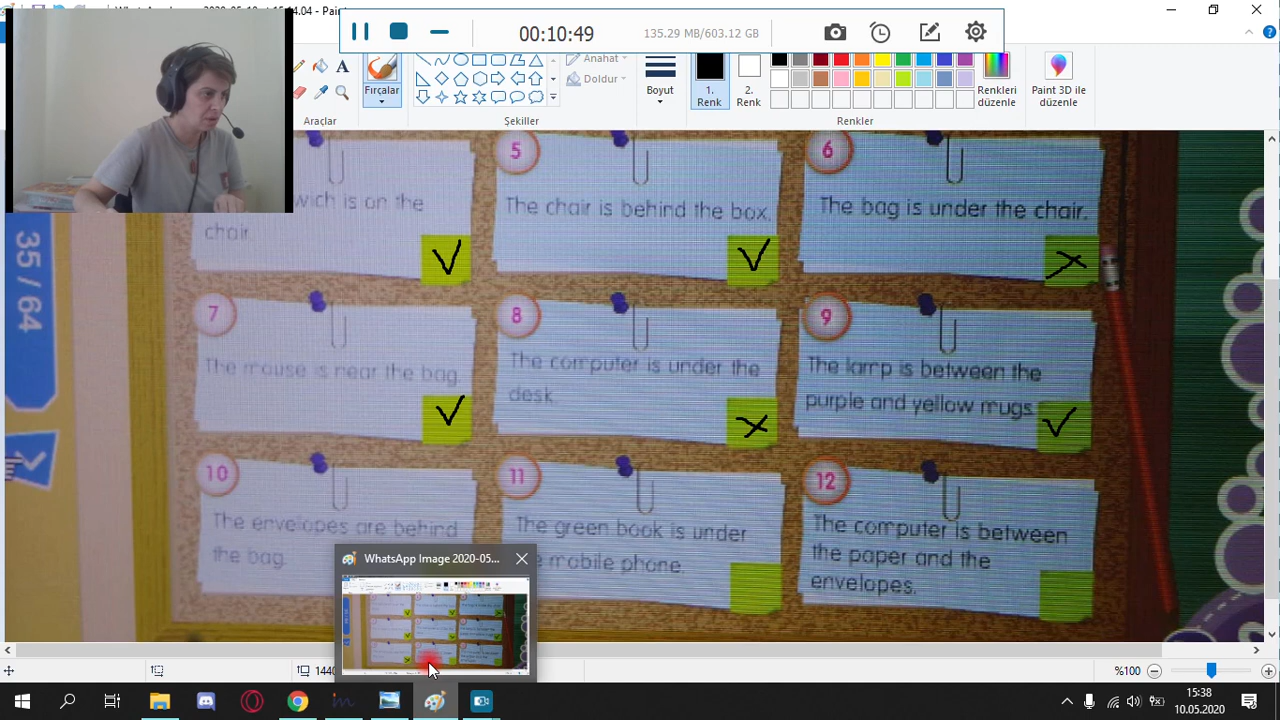 - Paint
00:10:49
135.29 MB/603.12 GB
Anahat
Doldur
Boyut
1.
Renk
2.
Renk
Renkleri
düzenle
Paint 3D ile
düzenle
Fırçalar
Araçlar
Şekiller
Renkler
35/64
is on the
chair.
5
The chair is behind the box.
6
The bag is under the chair.
7
The mouse is near the bag.
8
The computer is under the
desk.
9
The lamp is between the
purple and yellow mugs.
10
The envelopes are behind
the bag.
11
The green book is under
mobile phone.
12
The computer is between
the paper and the
envelopes.
WhatsApp Image 2020-05...
%100
15:38
10.05.2020